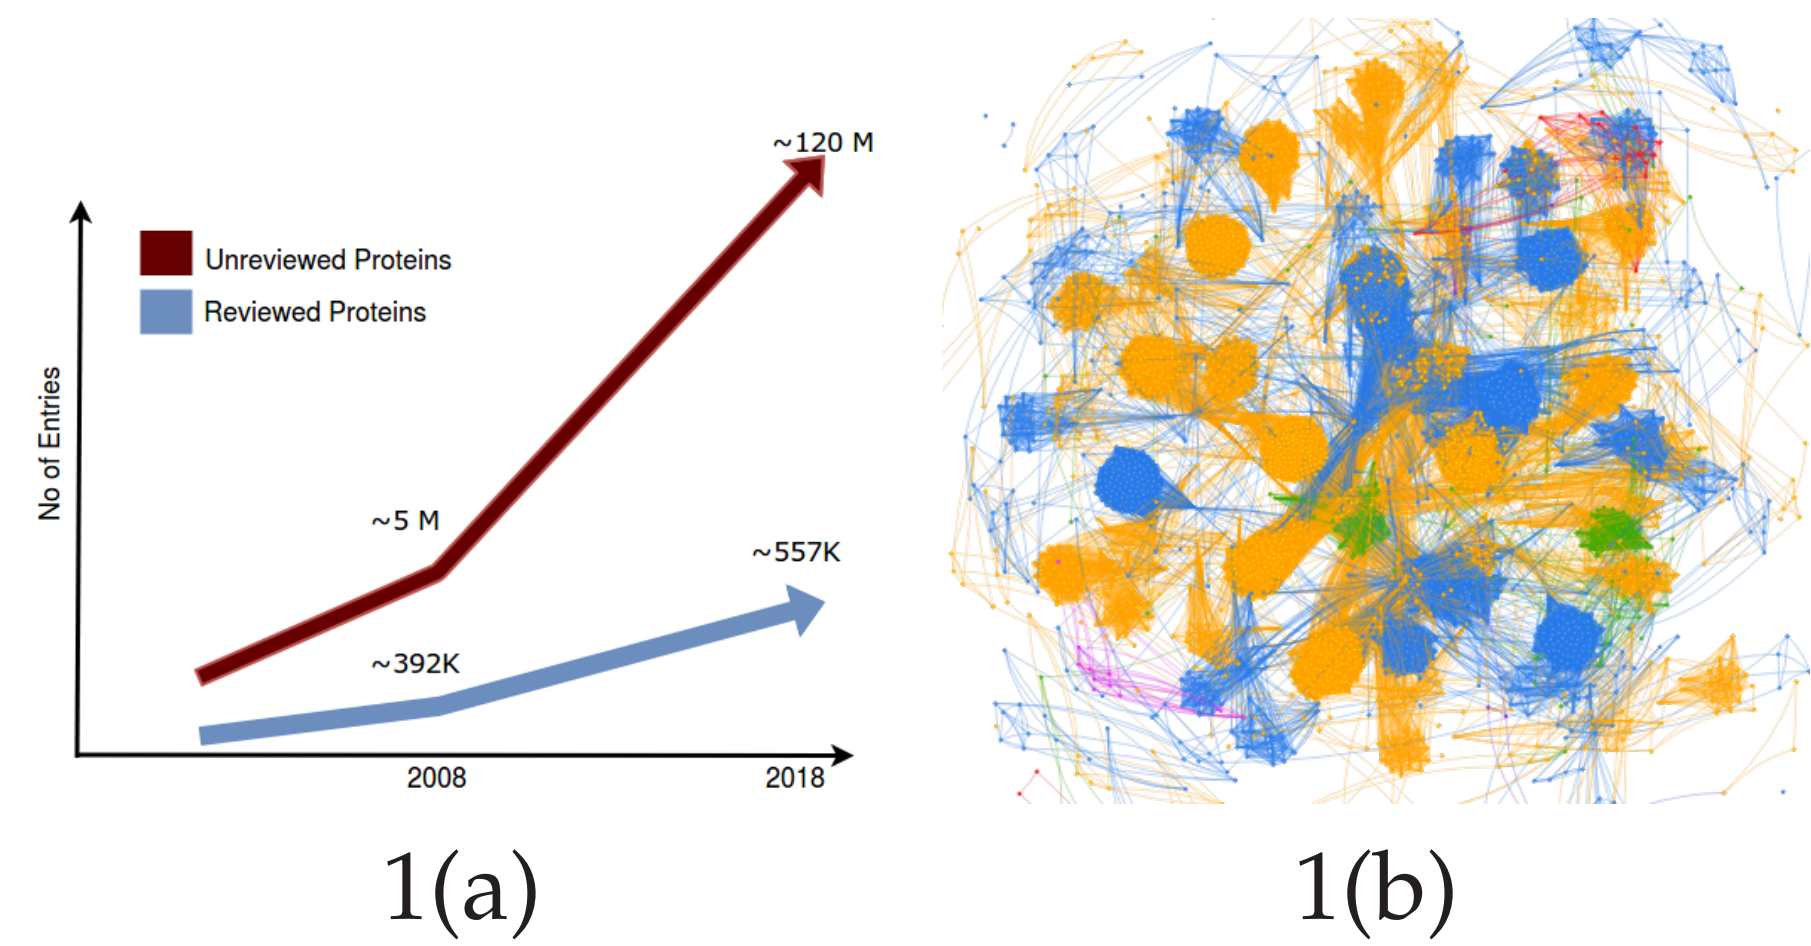 ~120 M
Unreviewed Proteins
Reviewed Proteins
No of Entries
~5 M
~557K
~392K
2008
2018
1(a)
1(b)